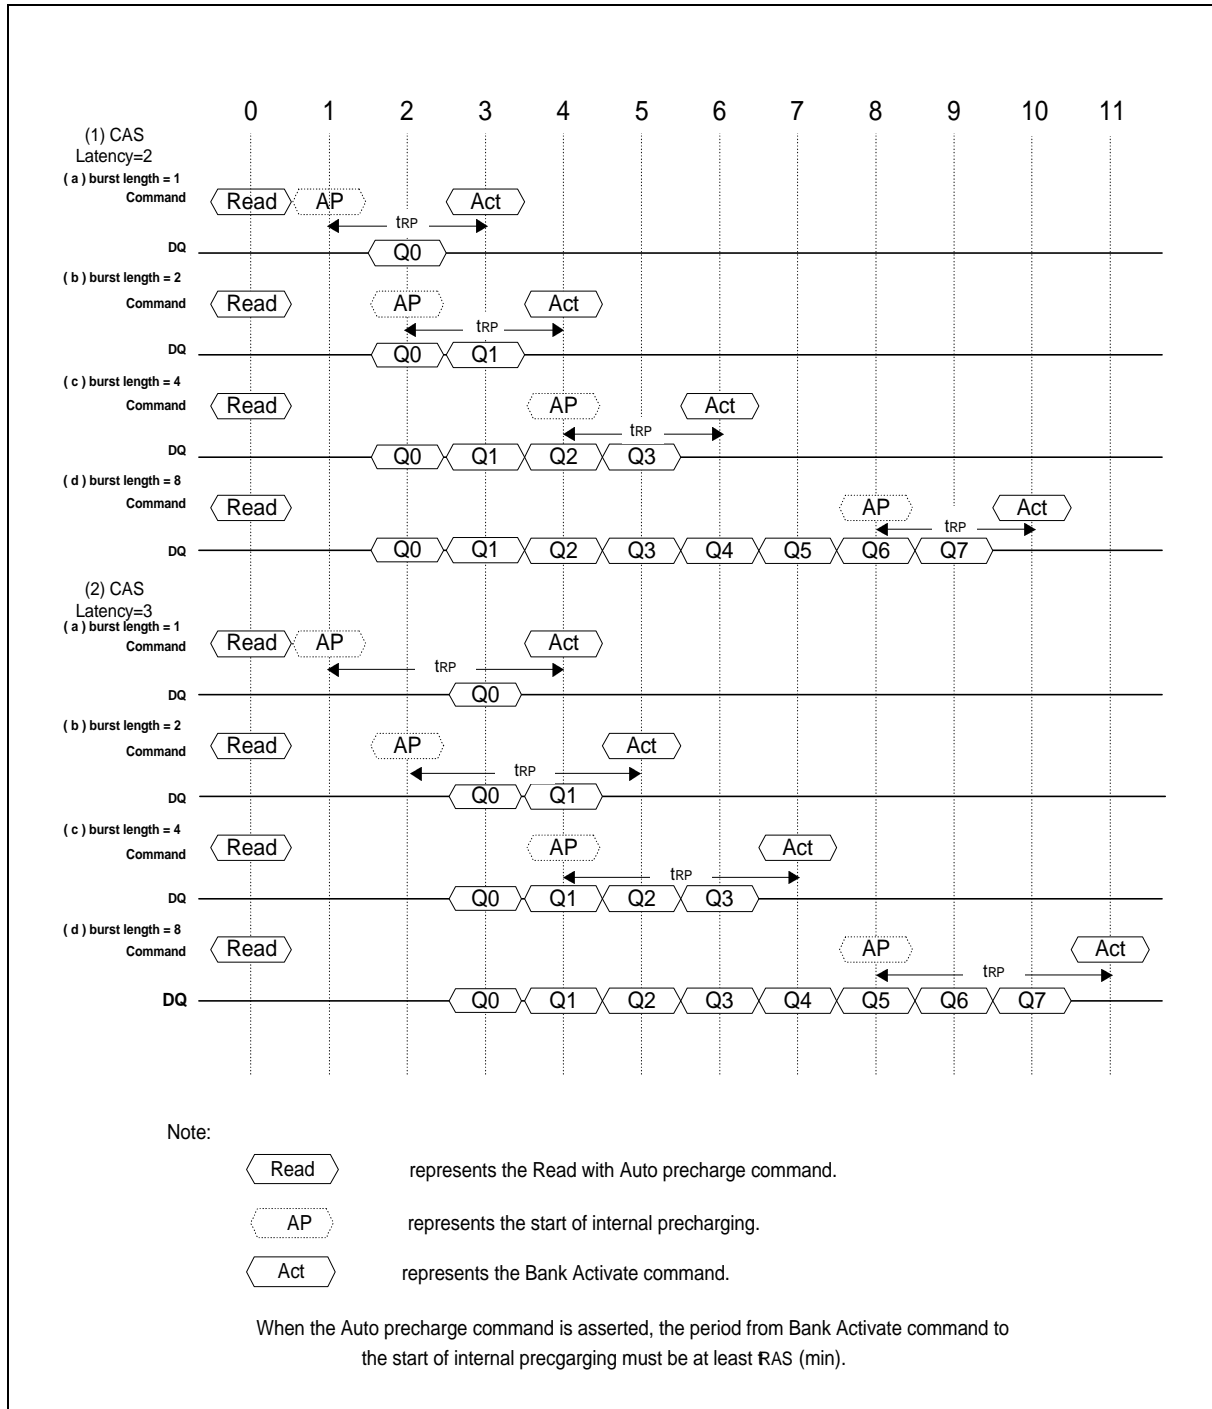 0 1 2 3 4 5 6 7 8 9 10 11
(1) CAS
Latency=2
( a ) burst length = 1
Command Read AP Act
tRP
DQ Q0
( b ) burst length = 2
Command Read AP Act
tRP
DQ Q0 Q1
( c ) burst length = 4
Command Read AP Act
tRP
DQ Q0 Q1 Q2 Q3
( d ) burst length = 8
Command Read AP Act
tRP
DQ Q0 Q1 Q2 Q3 Q4 Q5 Q6 Q7
(2) CAS
Latency=3
( a ) burst length = 1
Command Read AP Act
tRP
DQ Q0
( b ) burst length = 2
Command Read AP Act
tRP
DQ Q0 Q1
( c ) burst length = 4
Command Read AP Act
tRP
DQ Q0 Q1 Q2 Q3
( d ) burst length = 8
Command Read AP Act
tRP
DQ Q0 Q1 Q2 Q3 Q4 Q5 Q6 Q7
Note:
Read represents the Read with Auto precharge command.
AP represents the start of internal precharging.
Act represents the Bank Activate command.
When the Auto precharge command is asserted, the period from Bank Activate command to
the start of internal precgarging must be at least tRAS (min).